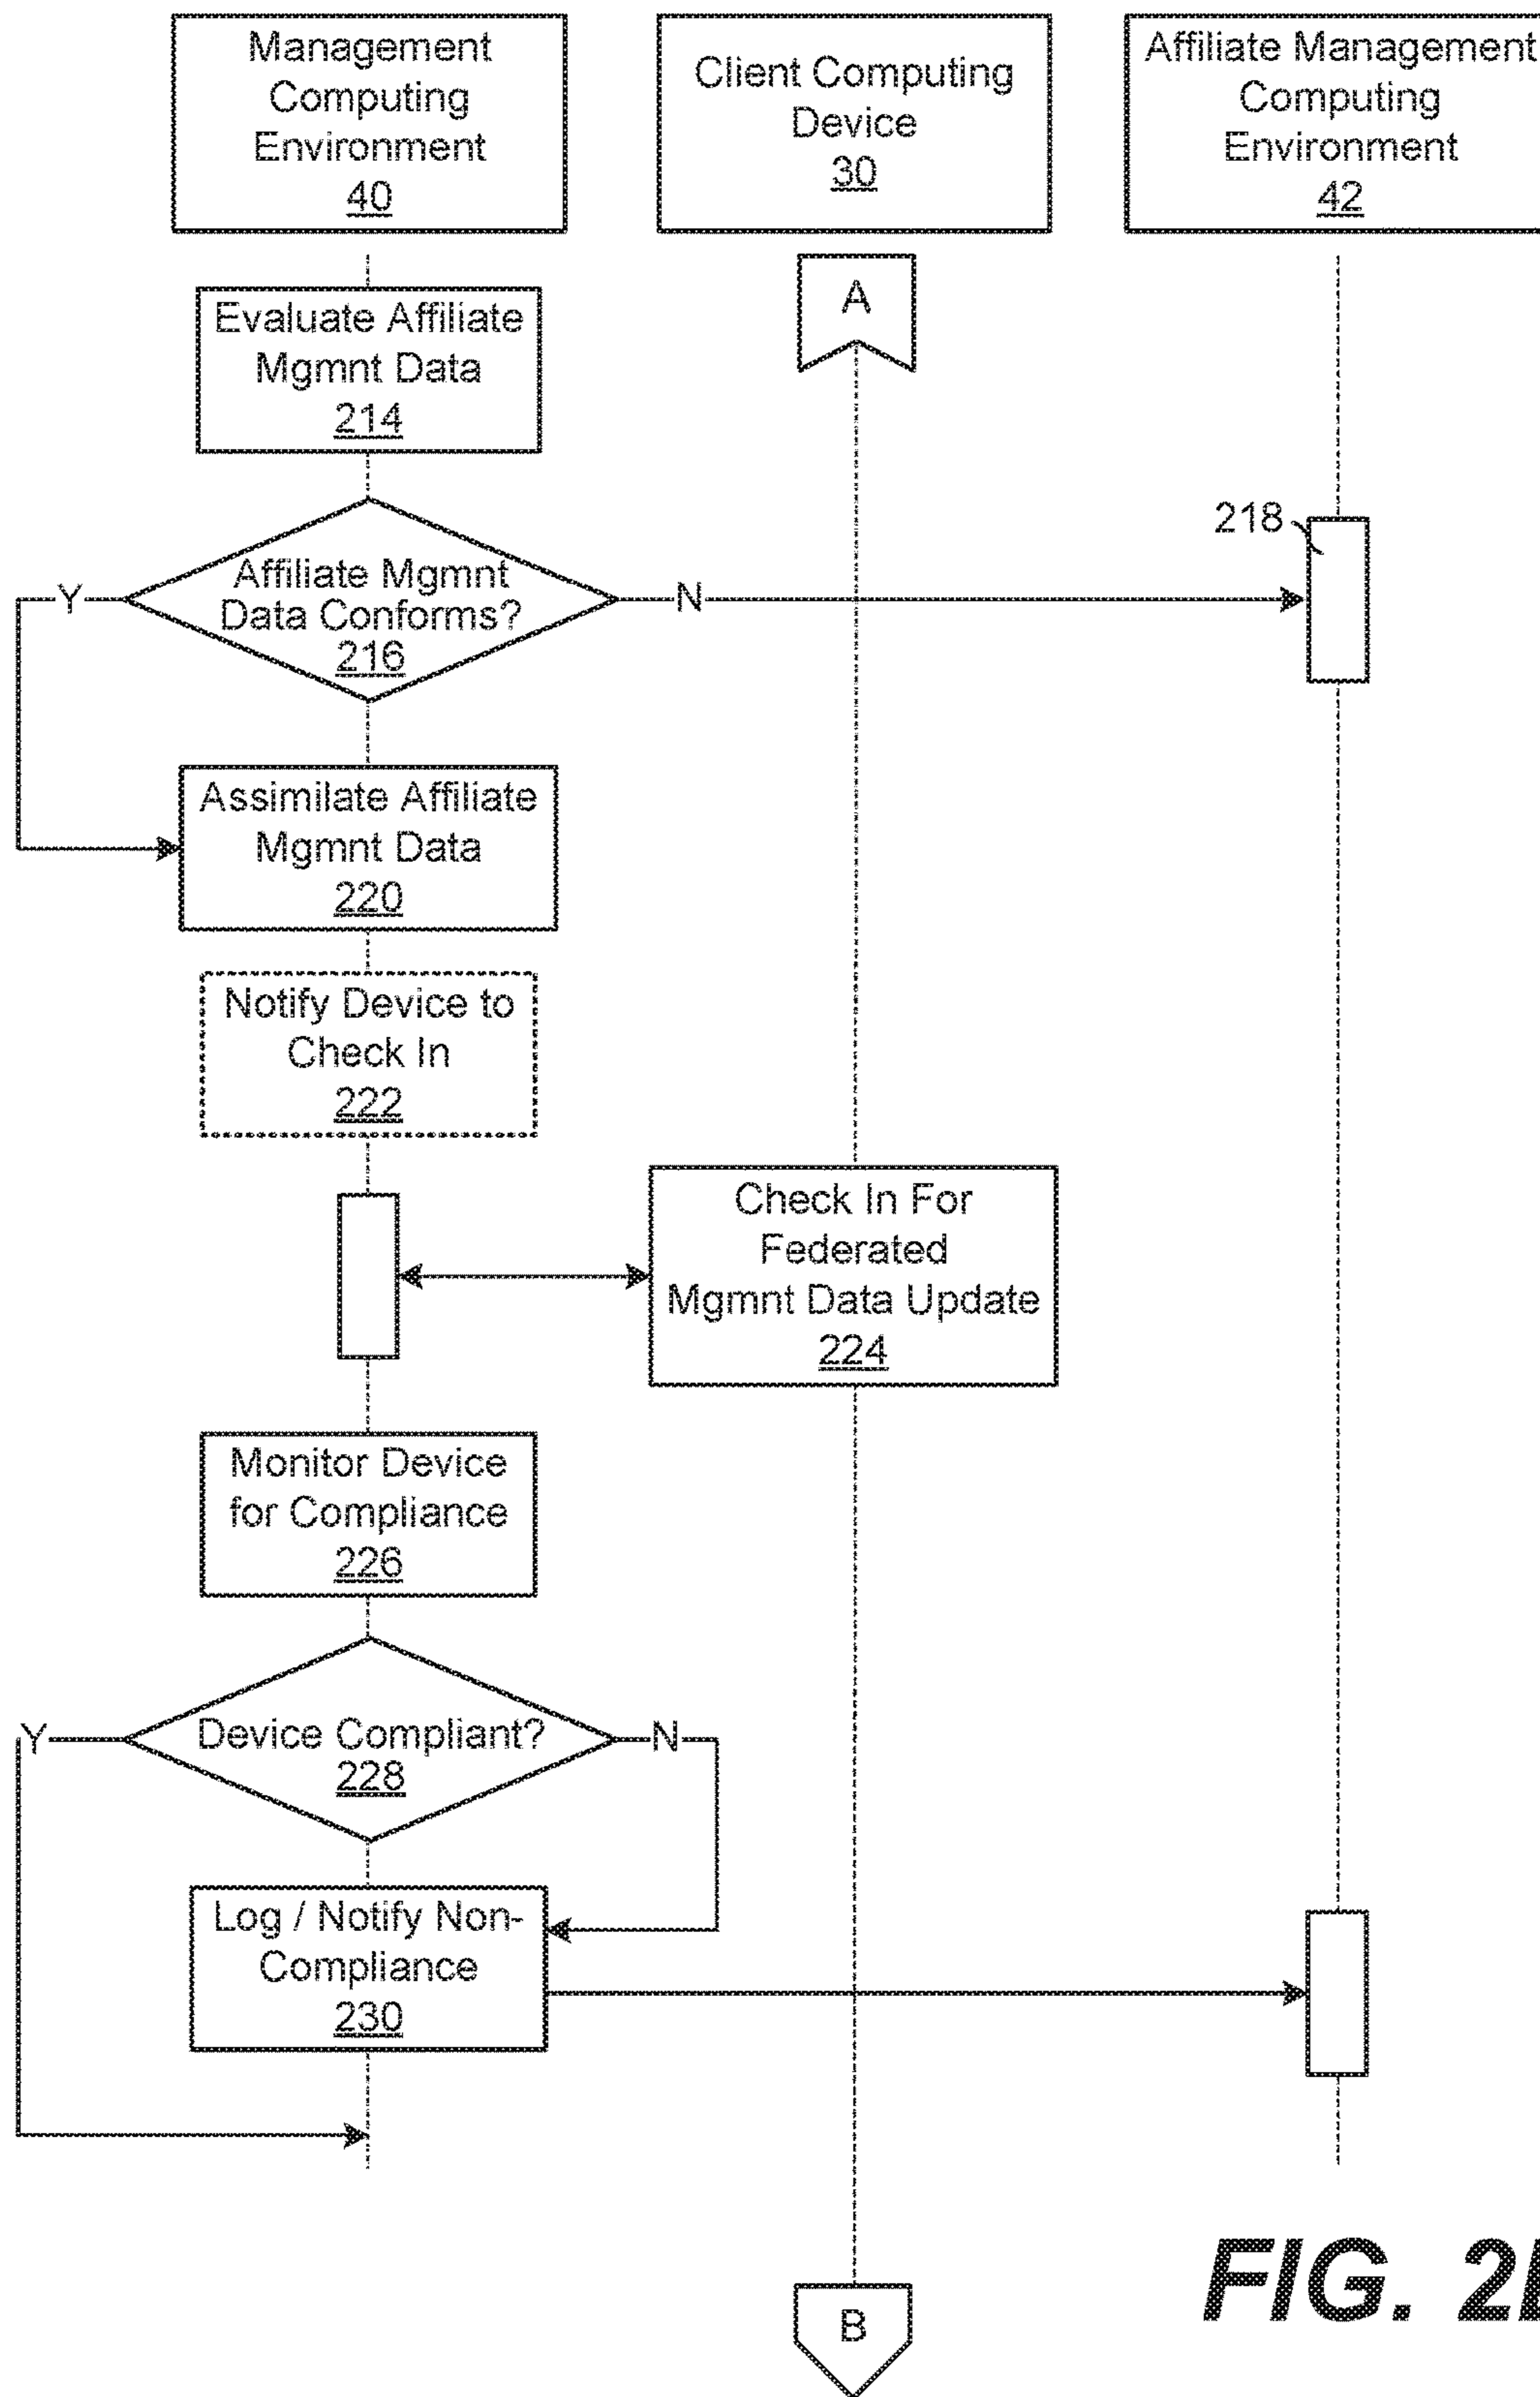 Management
Computing
Environment
40
Client Computing
Device
30
Affiliate Management
Computing
Environment
42
A
Evaluate Affiliate
Mgmnt Data
214
218
Affiliate Mgmnt
Data Conforms?
216
Y
N
Assimilate Affiliate
Mgmnt Data
220
Notify Device to
Check In
222
Check In For
Federated
Mgmnt Data Update
224
Monitor Device
for Compliance
226
Y
Device Compliant?
228
N
Log / Notify Non-
Compliance
230
B
FIG.